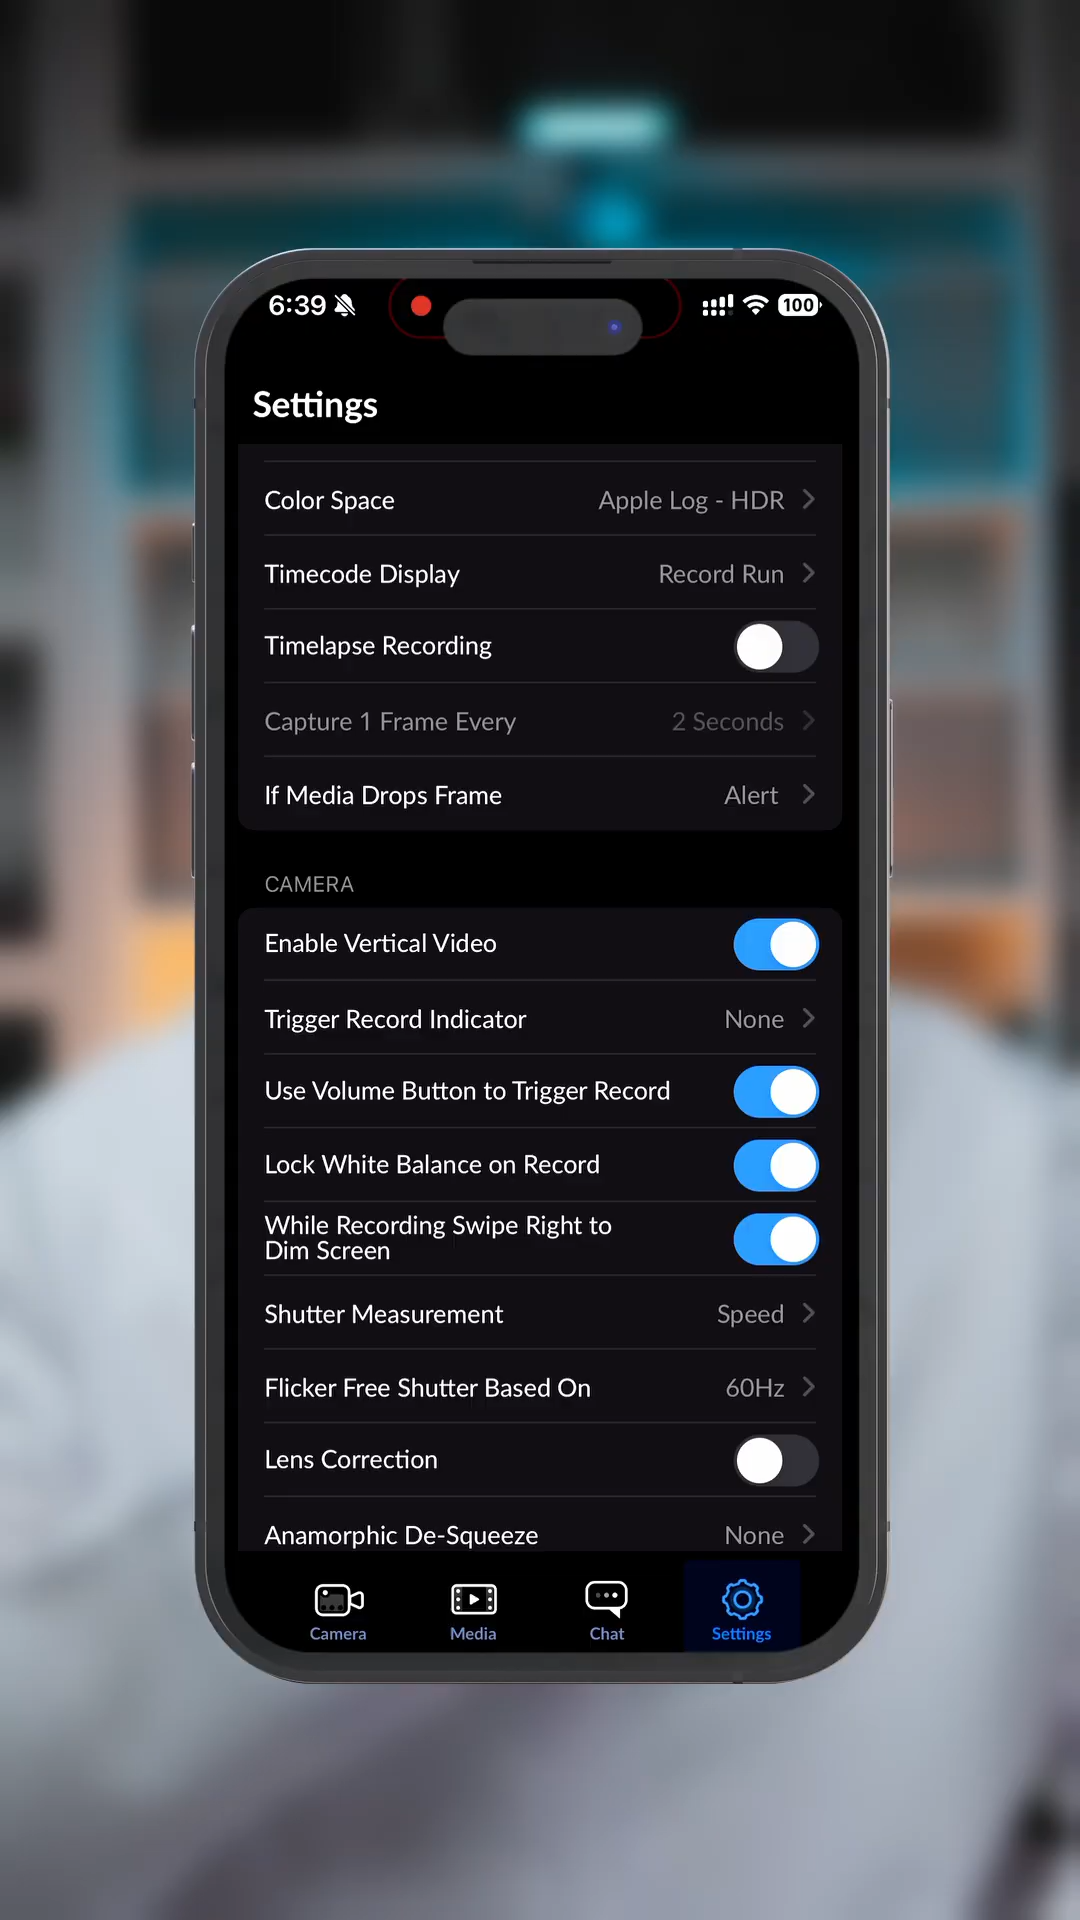 6:39
100
Settings
Color Space Apple Log - HDR
Timecode Display Record Run
Timelapse Recording
Capture 1 Frame Every 2 Seconds
If Media Drops Frame Alert
CAMERA
Enable Vertical Video
Trigger Record Indicator None
Use Volume Button to Trigger Record
Lock White Balance on Record
While Recording Swipe Right to
Dim Screen
Shutter Measurement Speed
Flicker Free Shutter Based On 60Hz
Lens Correction
Anamorphic De-Squeeze None
Camera Media Chat Settings